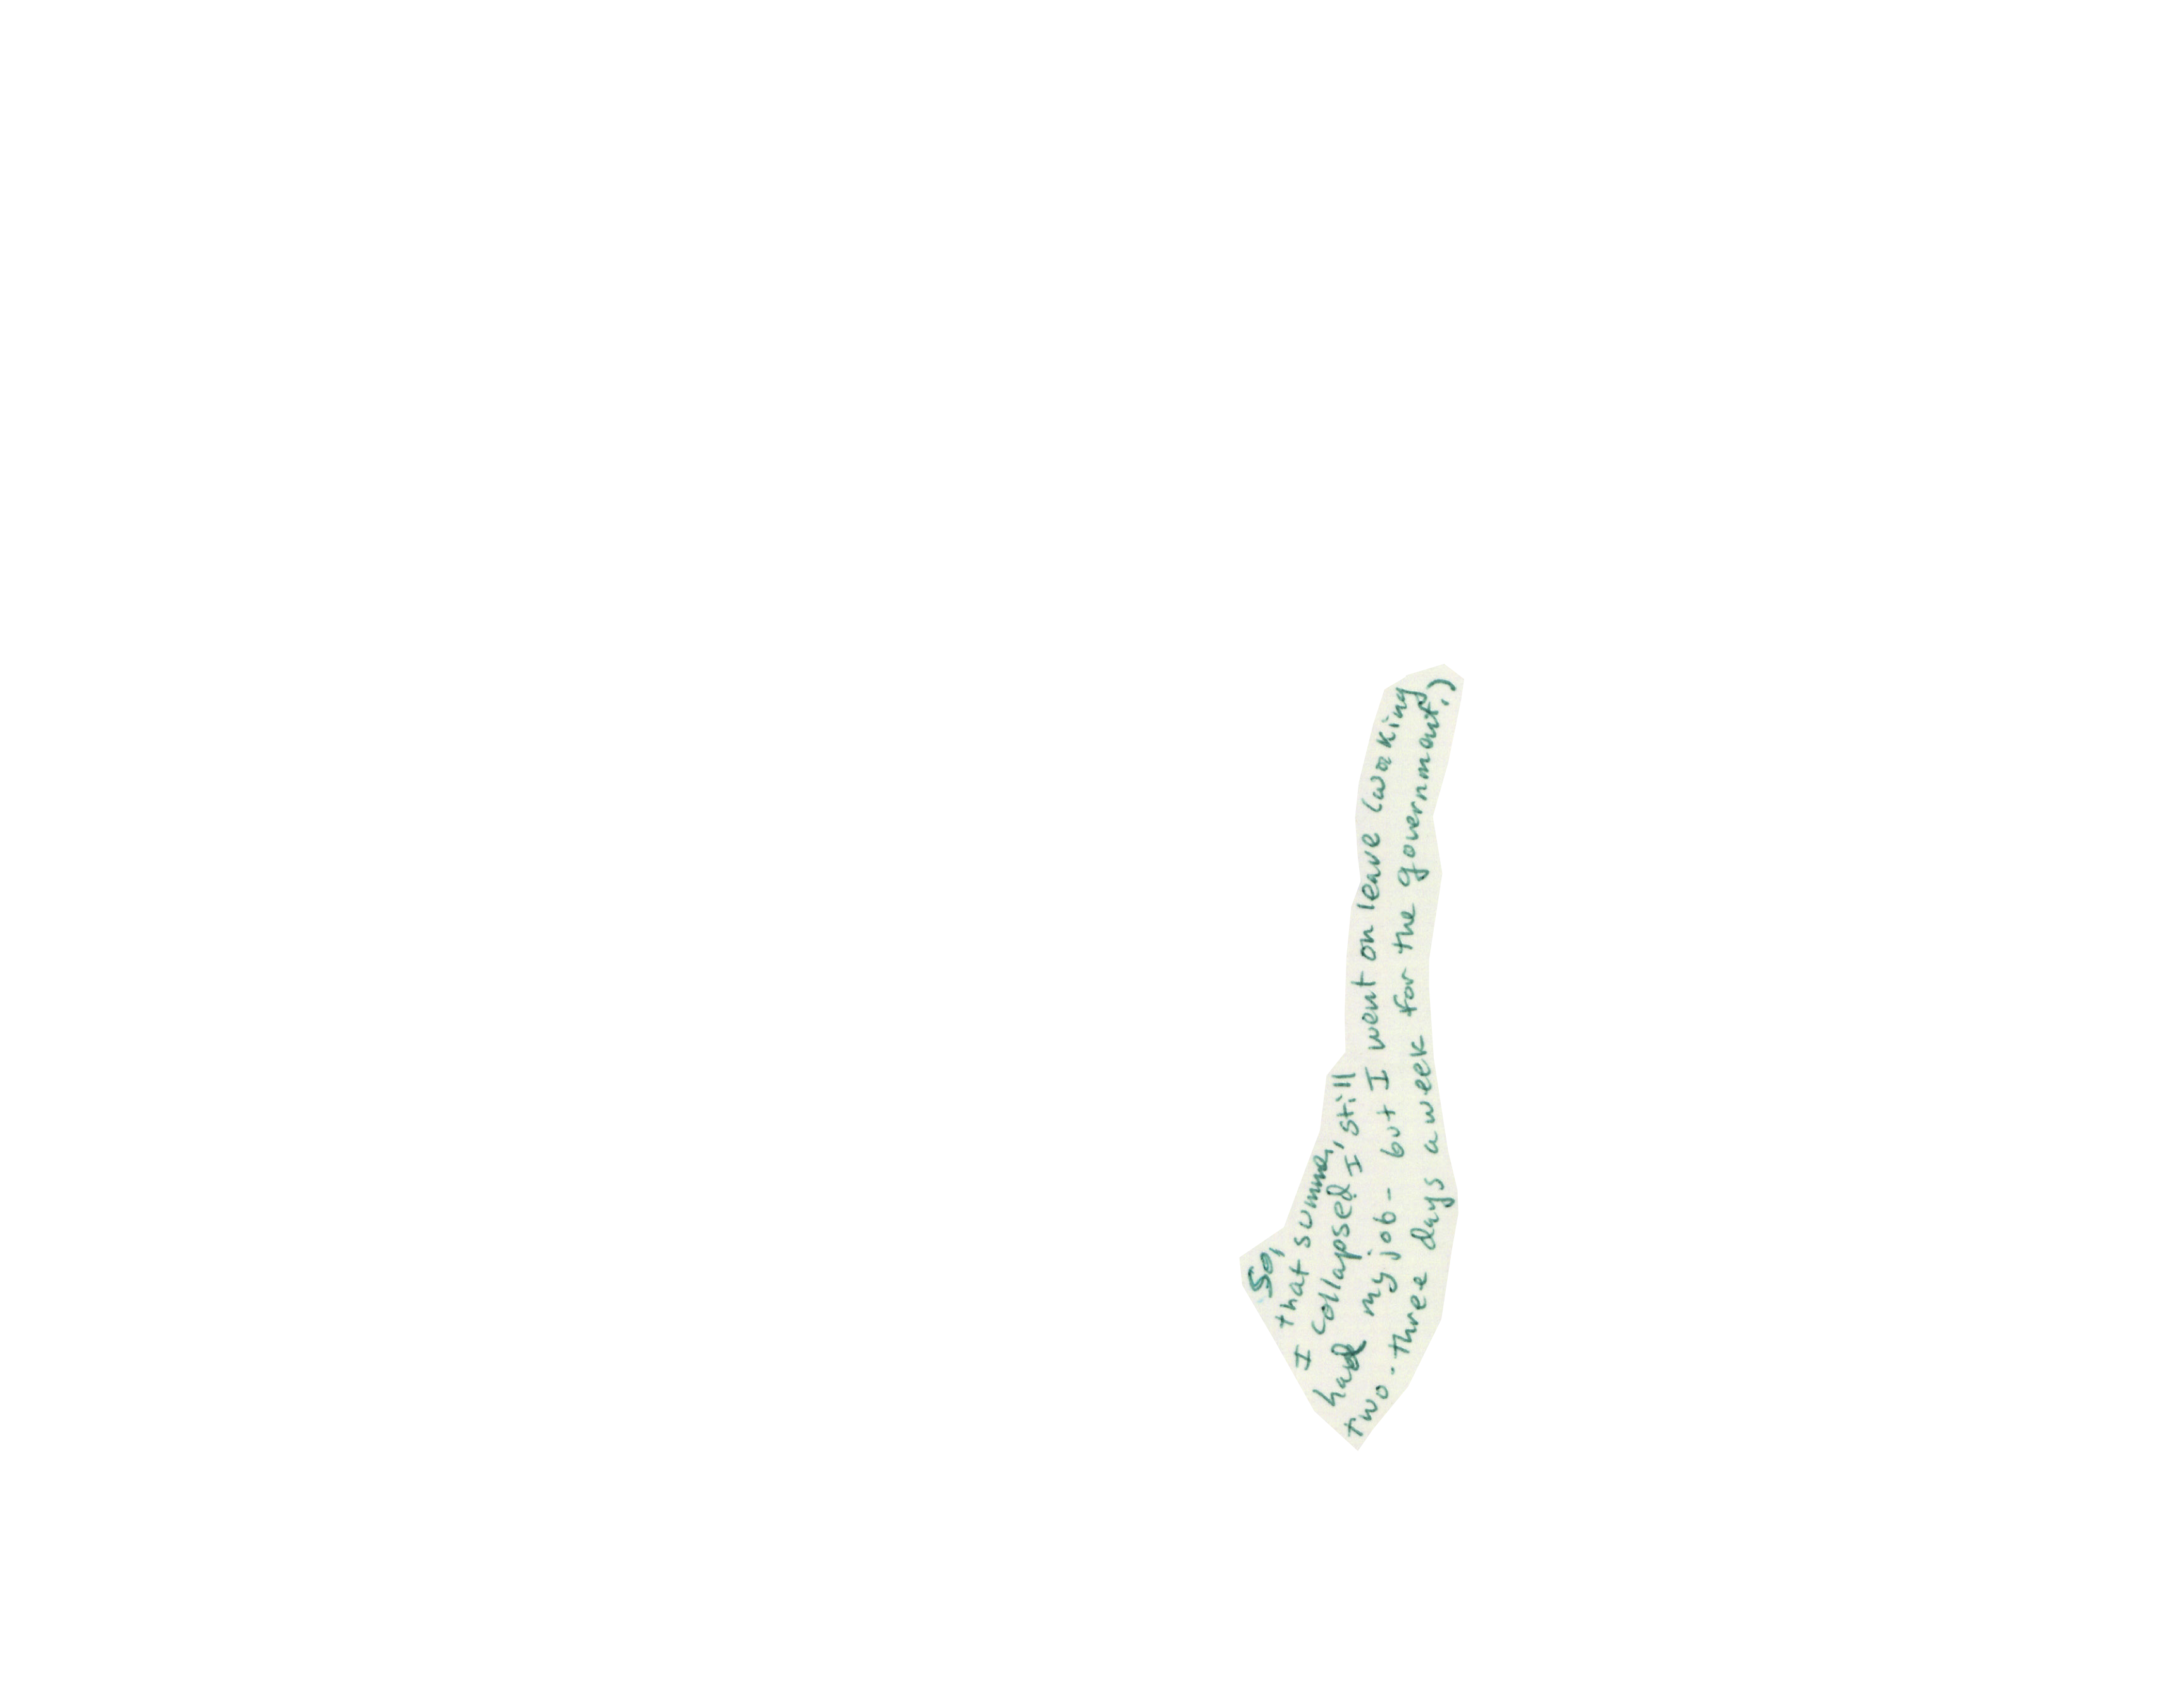 So,
that summer,
I collapsed I still
had my job - but I went on leave (working
two-three days a week for the government.)